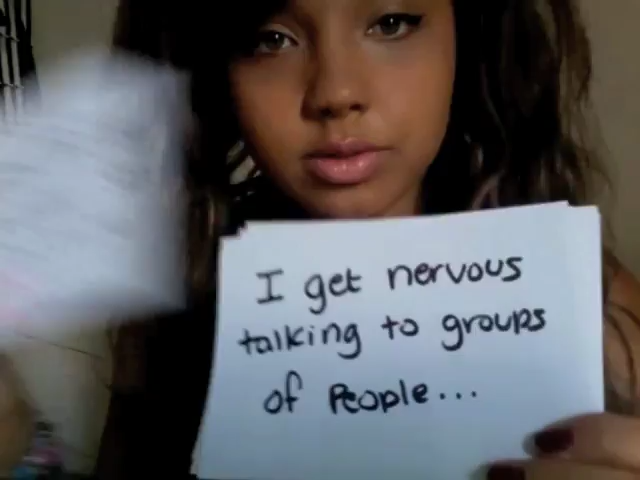 I get nervous
talking to groups
of People...